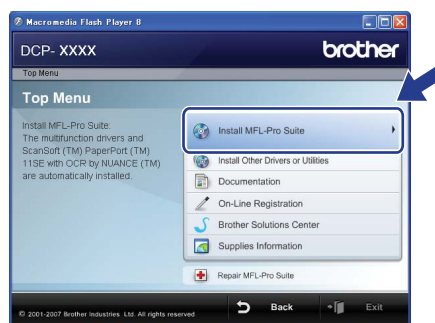 Macromedia Flash Player 8
DCP- XXXX
brother
Top Menu
Top Menu
Install MFL-Pro Suite:
The multifunction drivers and
ScanSoft (TM) PaperPort (TM)
11SE with OCR by NUANCE (TM)
are automatically installed.
Install MFL-Pro Suite
Install Other Drivers or Utilities
Documentation
On-Line Registration
Brother Solutions Center
Supplies Information
Repair MFL-Pro Suite
© 2001-2007 Brother Industries Ltd. All rights reserved
Back
Exit